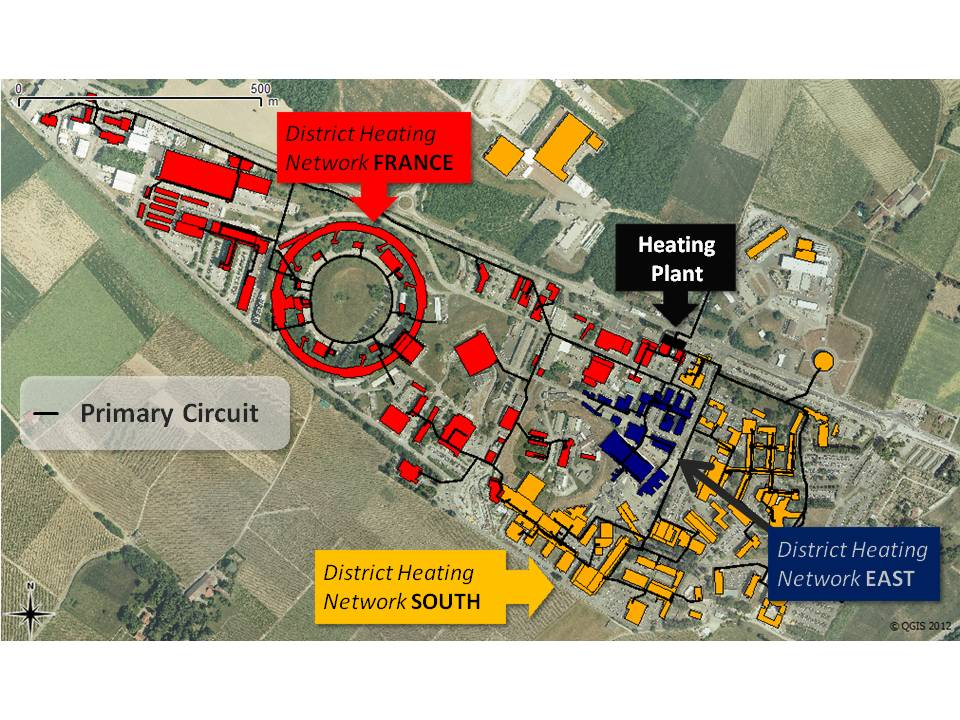 0 500
m
District Heating
Network FRANCE
Heating
Plant
Primary Circuit
District Heating
Network EAST
District Heating
Network SOUTH
N
© QGIS 2012